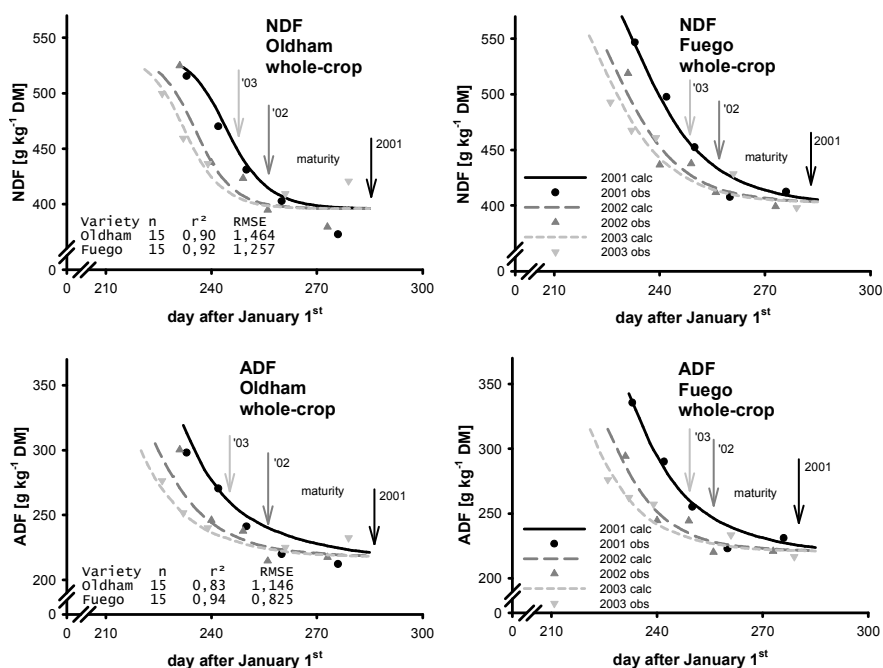 NDF
Oldham
whole-crop
NDF [g kg-1 DM]
550
500
450
400
0
'03
'02
2001
maturity
Variety n r² RMSE
Oldham 15 0,90 1,464
Fuego 15 0,92 1,257
0 210 240 270 300
day after January 1st
NDF
Fuego
whole-crop
NDF [g kg-1 DM]
550
500
450
400
0
'03
'02
2001
maturity
2001 calc
2001 obs
2002 calc
2002 obs
2003 calc
2003 obs
0 210 240 270 300
day after January 1st
ADF
Oldham
whole-crop
ADF [g kg-1 DM]
350
300
250
200
0
'03
'02
2001
maturity
Variety n r² RMSE
Oldham 15 0,83 1,146
Fuego 15 0,94 0,825
0 210 240 270 300
day after January 1st
ADF
Fuego
whole-crop
ADF [g kg-1 DM]
350
300
250
200
0
'03
'02
2001
maturity
2001 calc
2001 obs
2002 calc
2002 obs
2003 calc
2003 obs
0 210 240 270 300
day after January 1st